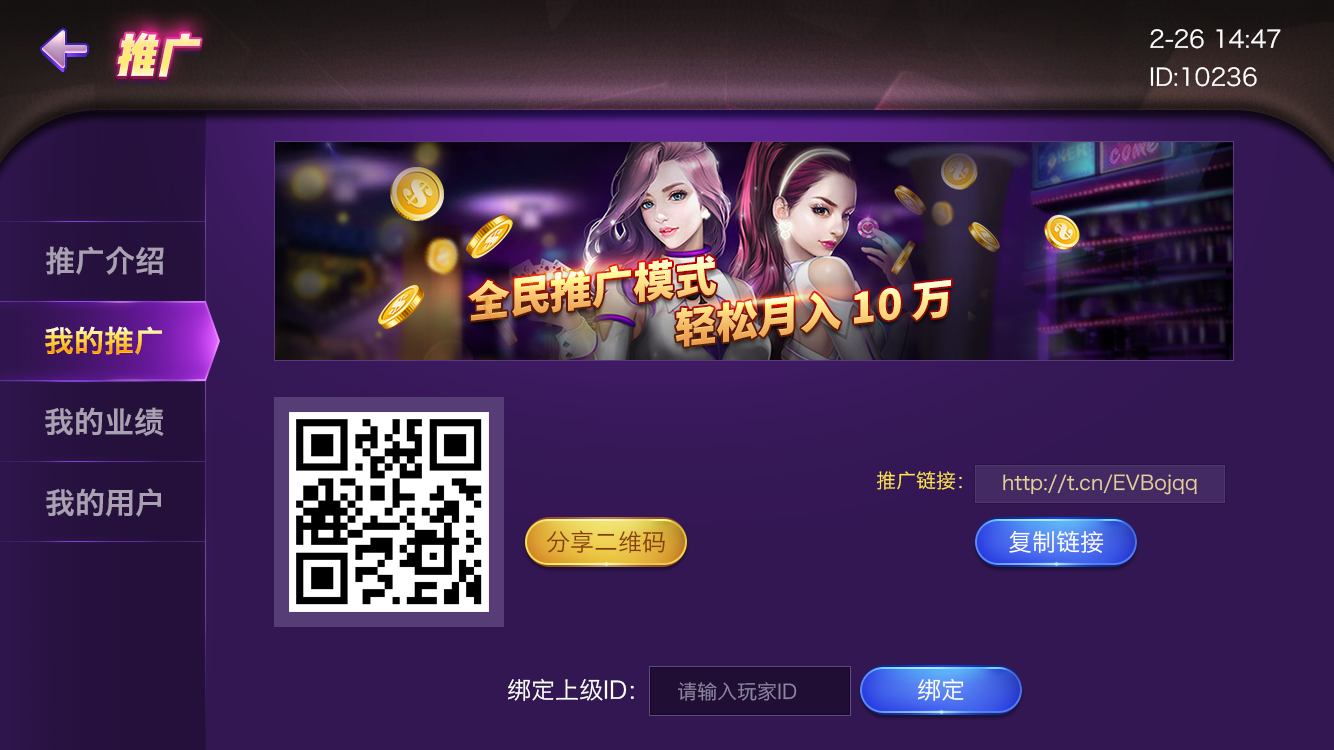 推广
2-26 14:47
ID:10236
推广介绍
我的推广
我的业绩
我的用户
全民推广模式
轻松月入 10 万
推广链接：
http://t.cn/EVBojqq
分享二维码
复制链接
绑定上级ID：
请输入玩家ID
绑定